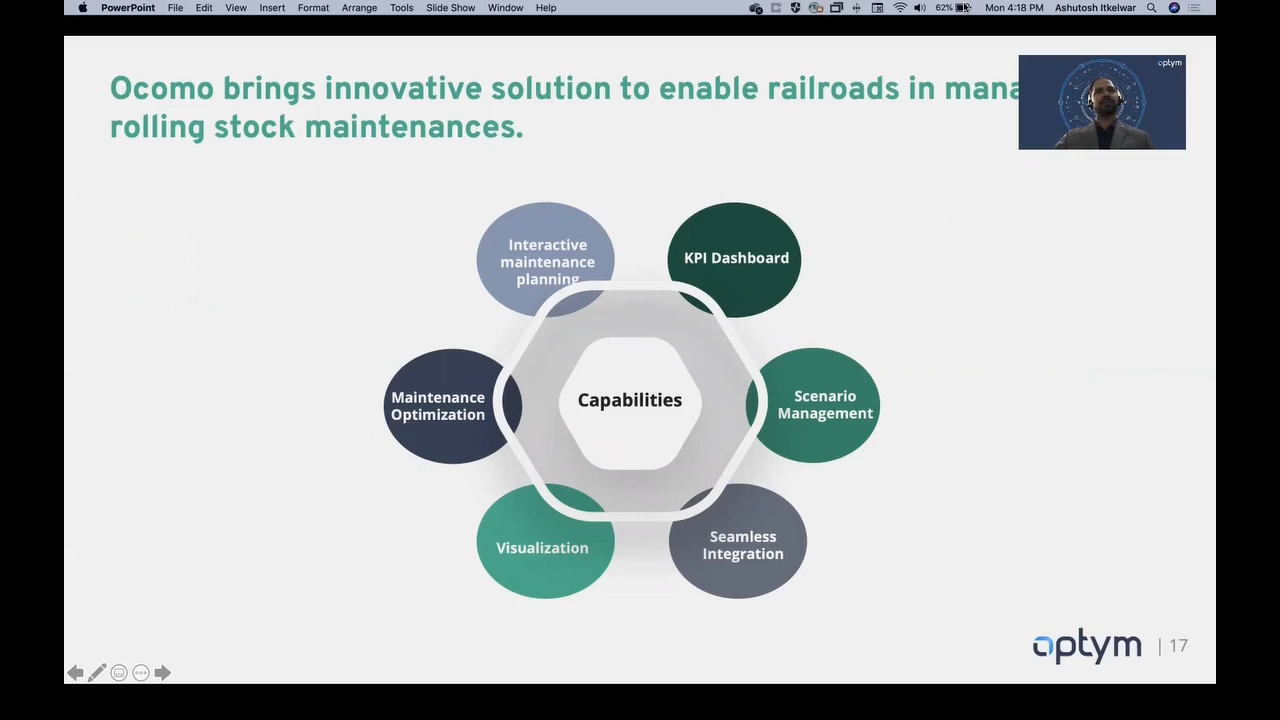 PowerPoint File Edit View Insert Format Arrange Tools Slide Show Window Help 62% Mon 4:18 PM Ashutosh Itkelwar
Ocomo brings innovative solution to enable railroads in mana
rolling stock maintenances.
optym
Interactive
maintenance
planning
KPI Dashboard
Maintenance
Optimization
Capabilities
Scenario
Management
Visualization
Seamless
Integration
optym | 17